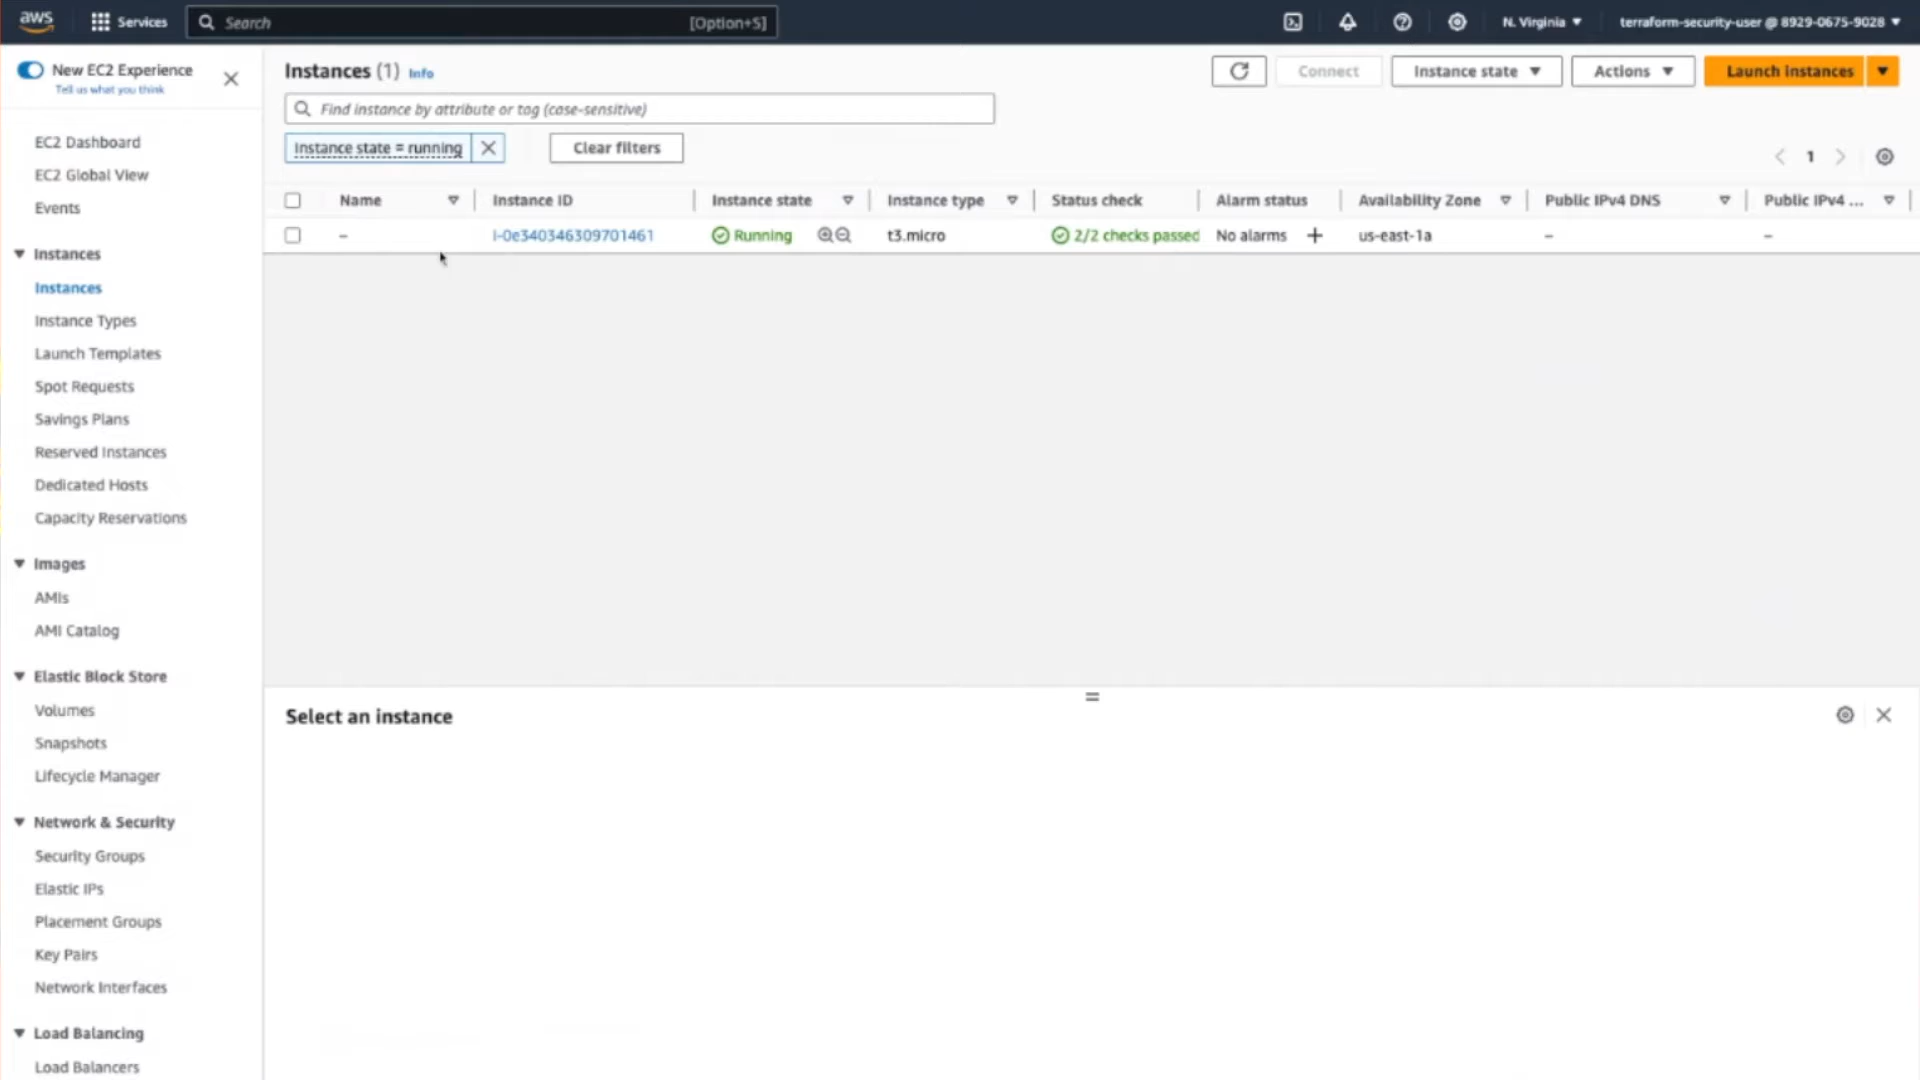 aws
Services
Search
[Option+S]
N. Virginia
terraform-security-user @ 8929-0675-9028
New EC2 Experience
Tell us what you think
EC2 Dashboard
EC2 Global View
Events
Instances
Instances
Instance Types
Launch Templates
Spot Requests
Savings Plans
Reserved Instances
Dedicated Hosts
Capacity Reservations
Images
AMIs
AMI Catalog
Elastic Block Store
Volumes
Snapshots
Lifecycle Manager
Network & Security
Security Groups
Elastic IPs
Placement Groups
Key Pairs
Network Interfaces
Load Balancing
Load Balancers
Instances (1) Info
Connect
Instance state
Actions
Launch instances
Find instance by attribute or tag (case-sensitive)
Instance state = running
Clear filters
1
Name Instance ID Instance state Instance type Status check Alarm status Availability Zone Public IPv4 DNS Public IPv4 ...
– i-0e340346309701461 Running t3.micro 2/2 checks passed No alarms + us-east-1a – –
Select an instance